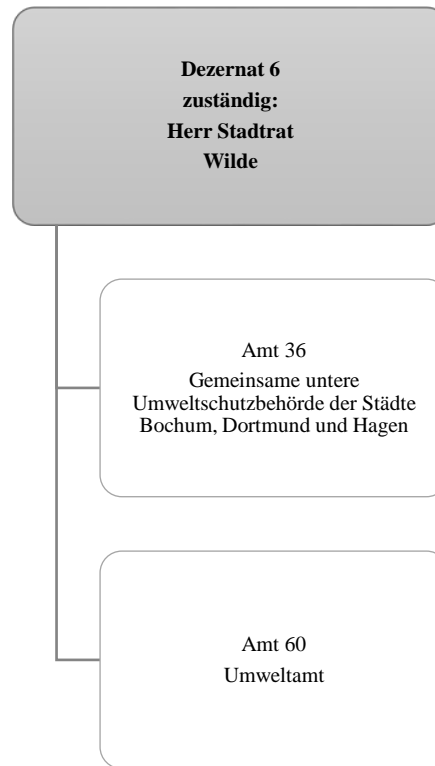 Dezernat 6
zuständig:
Herr Stadtrat
Wilde
Amt 36
Gemeinsame untere
Umweltschutzbehörde der Städte
Bochum, Dortmund und Hagen
Amt 60
Umweltamt